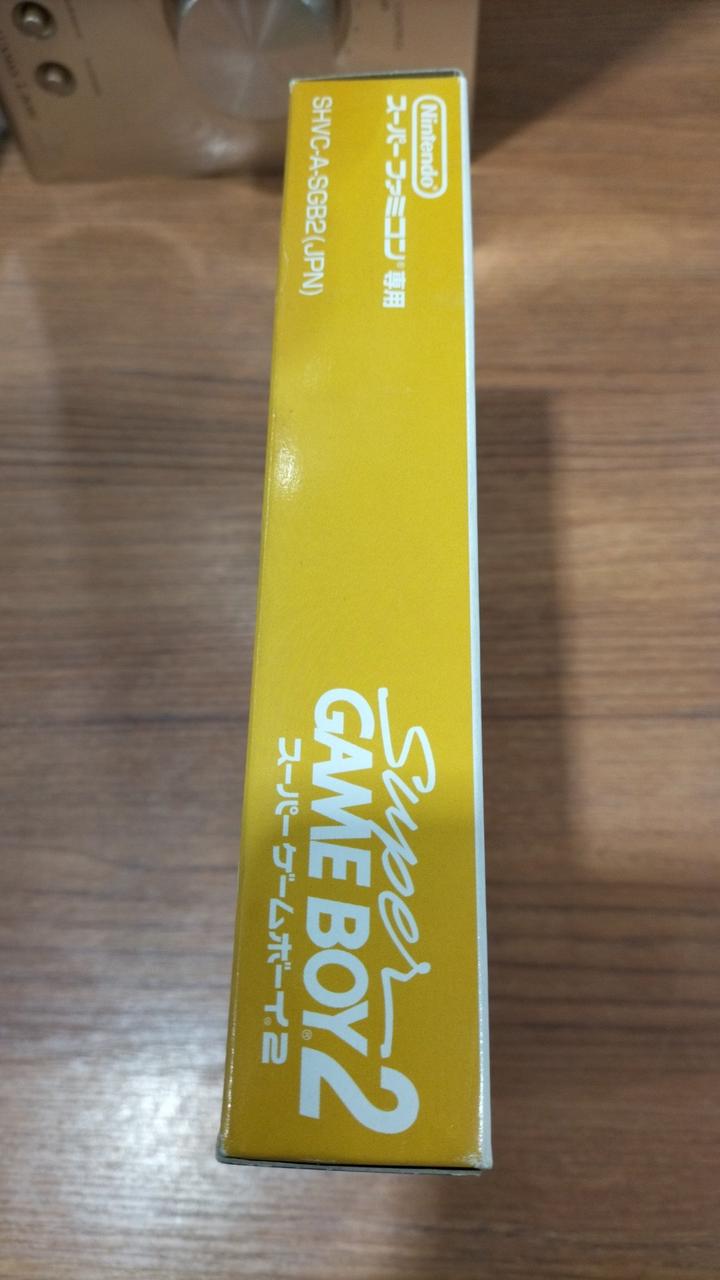 Nintendo®
スーパーファミコン®専用
SHVC-A-SGB2(JPN)
Super
GAME BOY®2
スーパーゲームボーイ®2